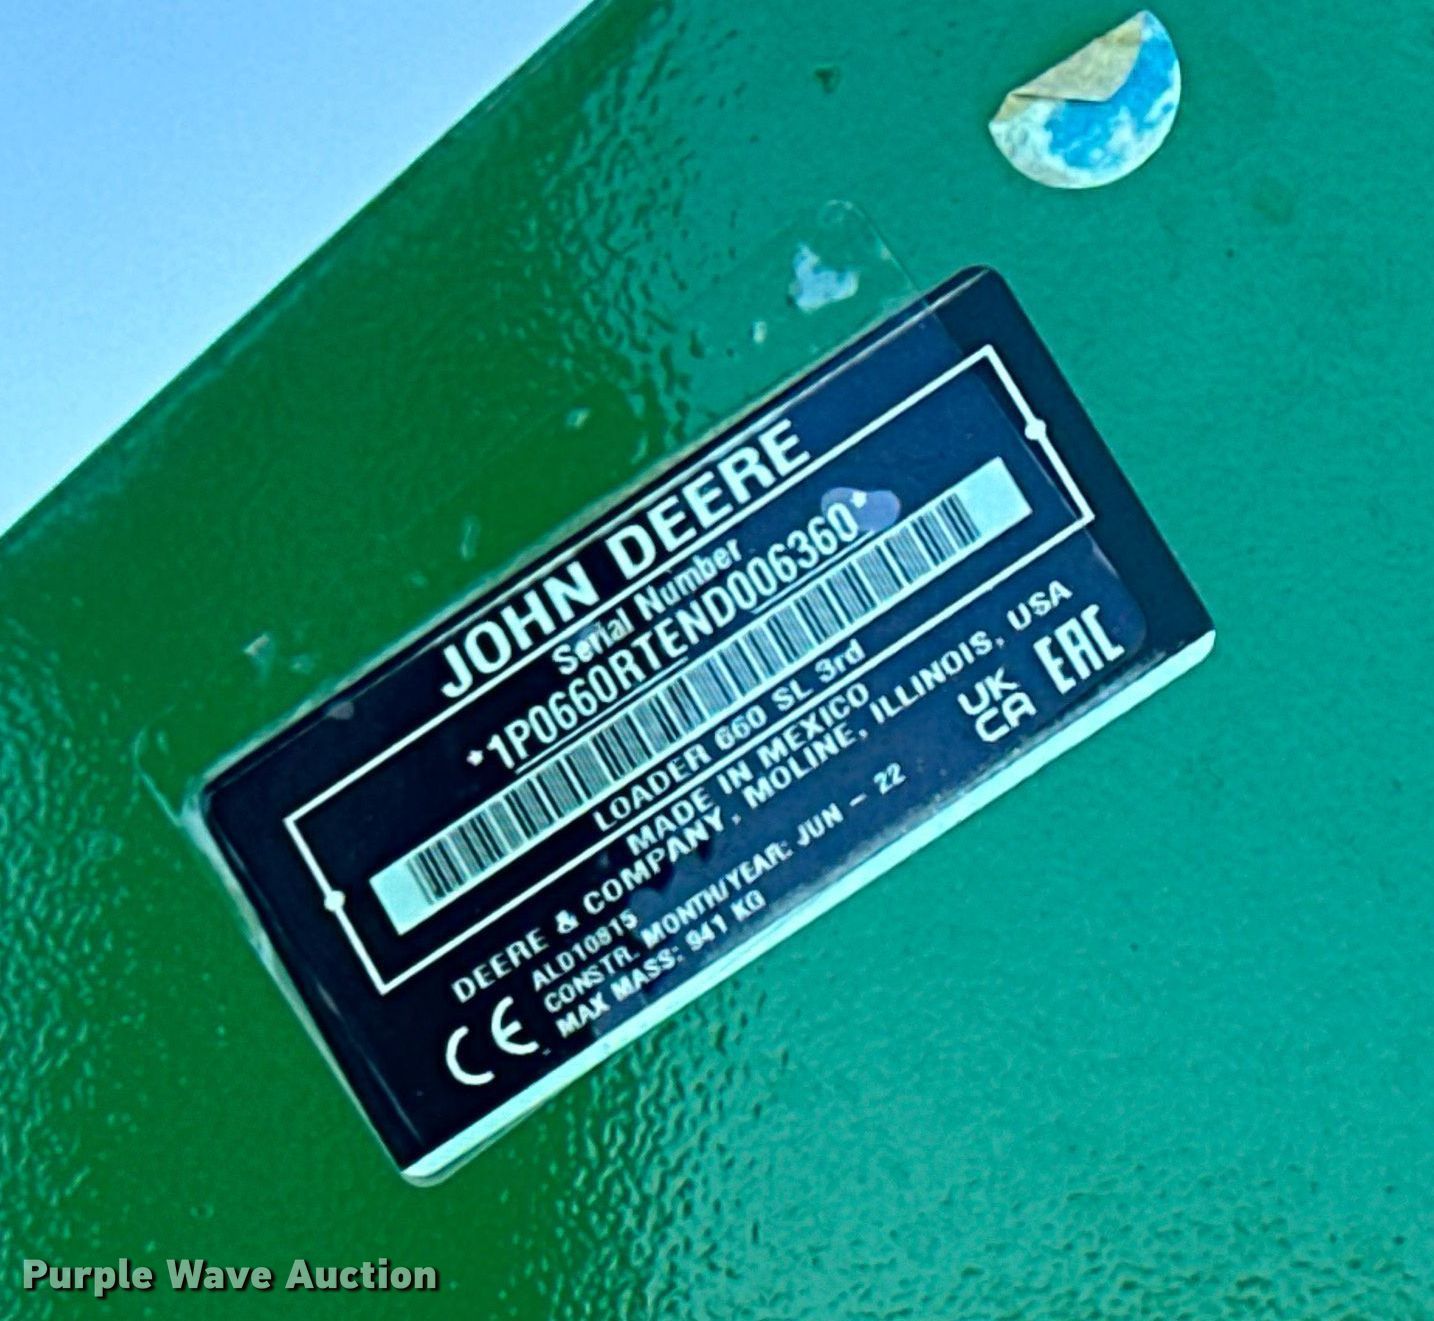 JOHN DEERE
Serial Number
*1P0660RTEND006360*
LOADER 660 SL 3rd
MADE IN MEXICO
DEERE & COMPANY, MOLINE, ILLINOIS, USA
ALD10815
CONSTR. MONTH/YEAR: JUN - 22
MAX MASS: 941 KG
CE
UK
CA
EAC
Purple Wave Auction